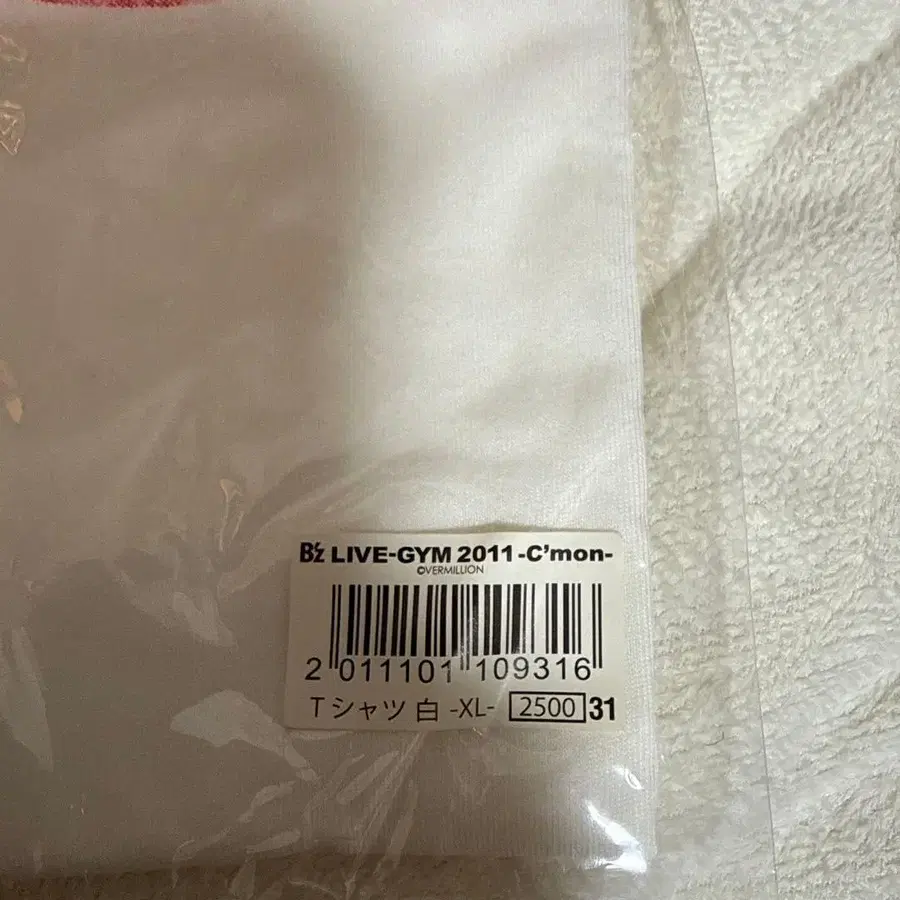 B'z LIVE-GYM 2011 -C'mon-
©VERMILLION
2 011101 109316
Tシャツ 白 -XL- 2500 31